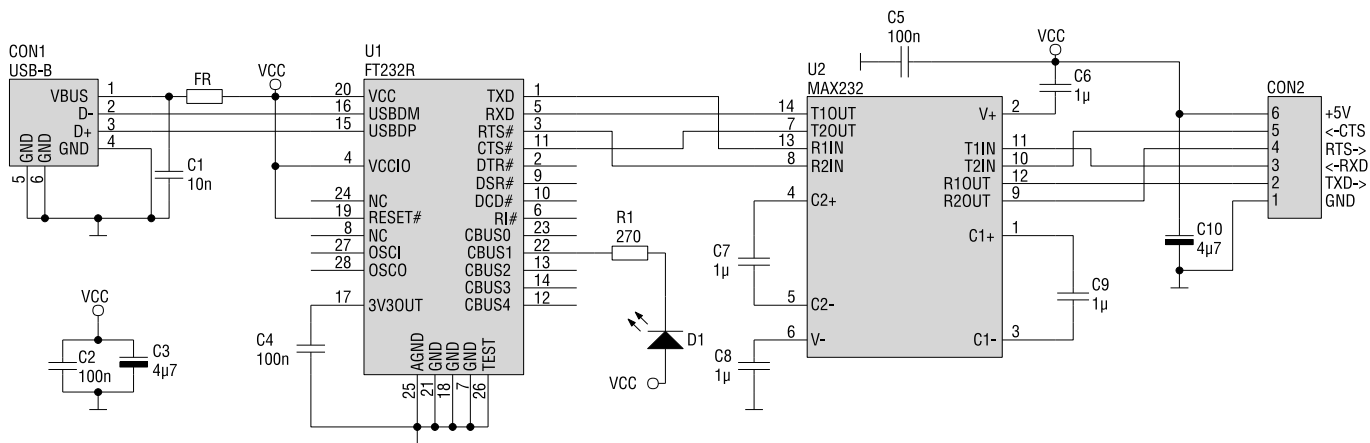 CON1
USB-B
VBUS 1
D- 2
D+ 3
GND 4
GND
GND
5
6
FR
VCC
C1
10n
U1
FT232R
20 VCC
16 USBDM
15 USBDP
4 VCCIO
24 NC
19 RESET#
8 NC
27 OSCI
28 OSCO
17 3V3OUT
TXD 1
RXD 5
RTS# 3
CTS# 11
DTR# 2
DSR# 9
DCD# 10
RI# 6
CBUS0 23
CBUS1 22
CBUS2 13
CBUS3 14
CBUS4 12
AGND
GND
GND
GND
TEST
25
21
18
7
26
VCC
C2
100n
C3
4µ7
C4
100n
R1
270
D1
VCC
C5
100n
VCC
C6
1µ
U2
MAX232
14 T1OUT
7 T2OUT
13 R1IN
8 R2IN
4 C2+
5 C2-
6 V-
V+ 2
T1IN 11
T2IN 10
R1OUT 12
R2OUT 9
C1+ 1
C1- 3
C7
1µ
C8
1µ
C9
1µ
C10
4µ7
CON2
6 +5V
5 <-CTS
4 RTS->
3 <-RXD
2 TXD->
1 GND